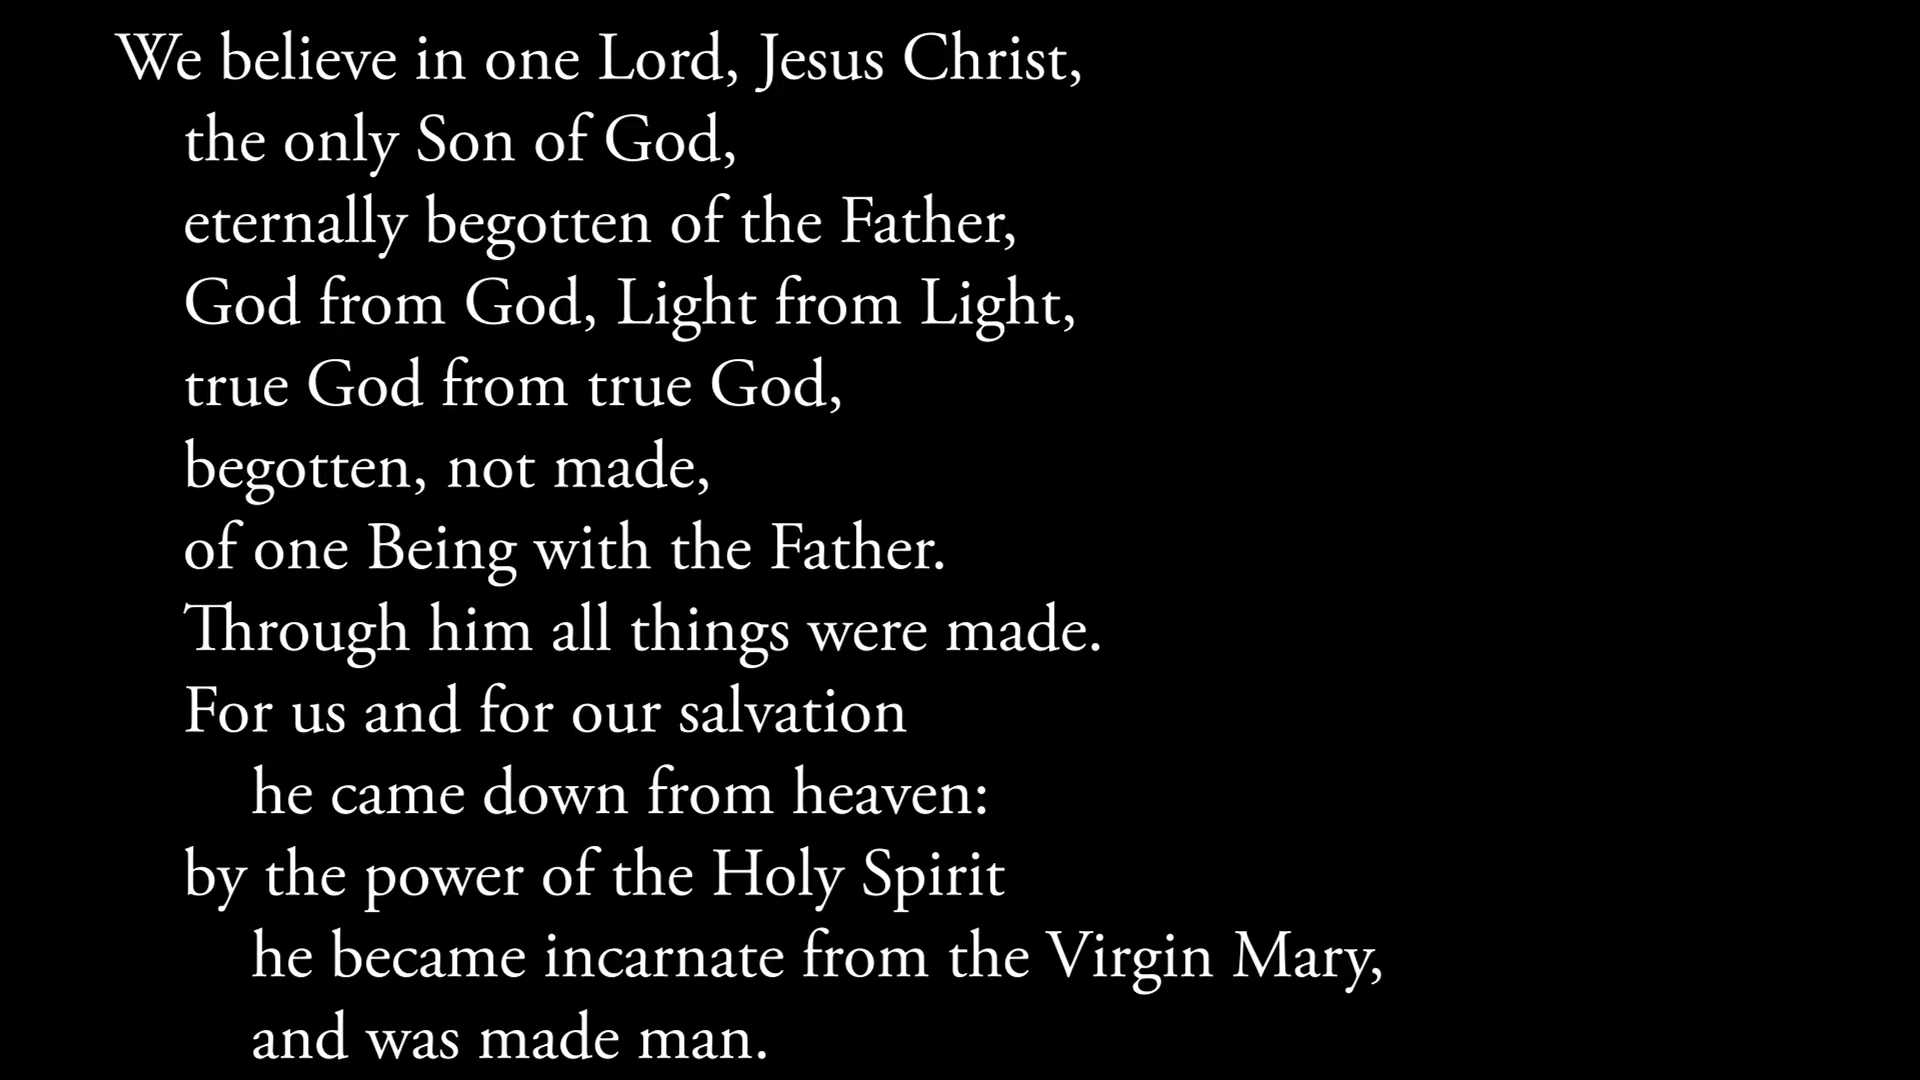 We believe in one Lord, Jesus Christ,
the only Son of God,
eternally begotten of the Father,
God from God, Light from Light,
true God from true God,
begotten, not made,
of one Being with the Father.
Through him all things were made.
For us and for our salvation
he came down from heaven:
by the power of the Holy Spirit
he became incarnate from the Virgin Mary,
and was made man.